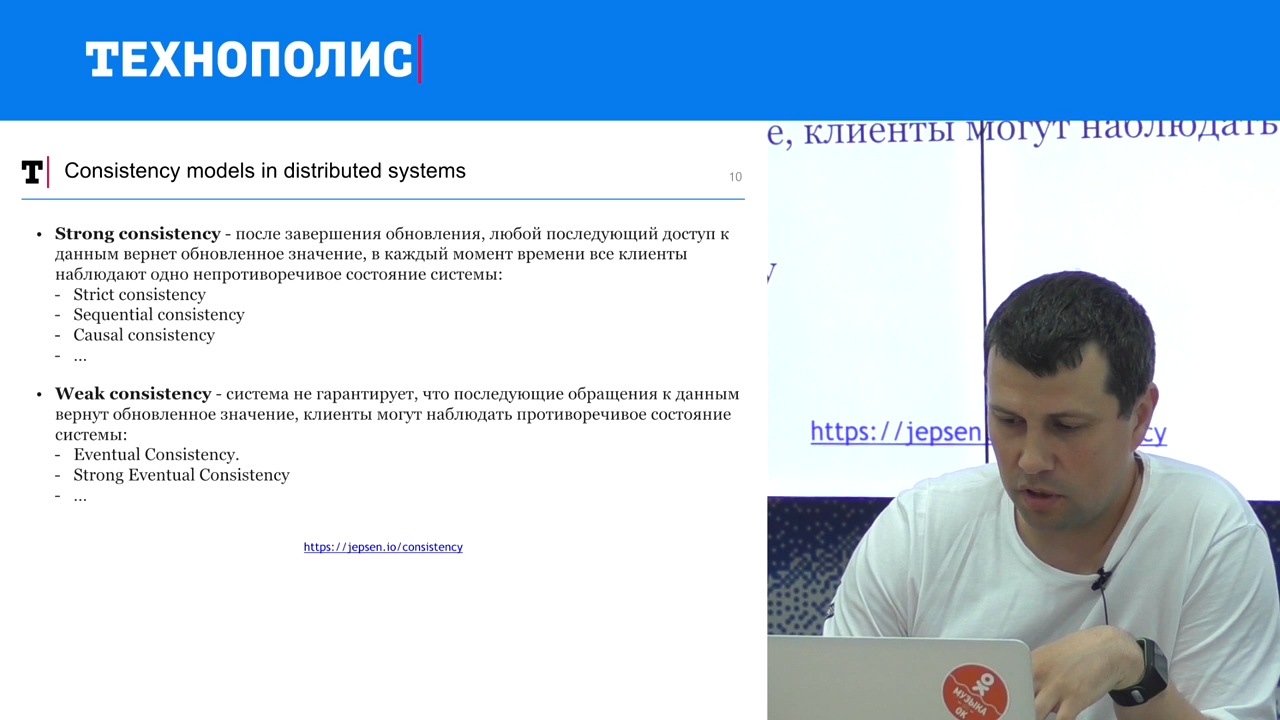 ТЕХНОПОЛИС
Т Consistency models in distributed systems 10
• Strong consistency - после завершения обновления, любой последующий доступ к
данным вернет обновленное значение, в каждый момент времени все клиенты
наблюдают одно непротиворечивое состояние системы:
- Strict consistency
- Sequential consistency
- Causal consistency
- ...
• Weak consistency - система не гарантирует, что последующие обращения к данным
вернут обновленное значение, клиенты могут наблюдать противоречивое состояние
системы:
- Eventual Consistency.
- Strong Eventual Consistency
- ...
https://jepsen.io/consistency
е, клиенты могут наблюдать
у
https://jepsen cy
МУЗЫКА
ОК